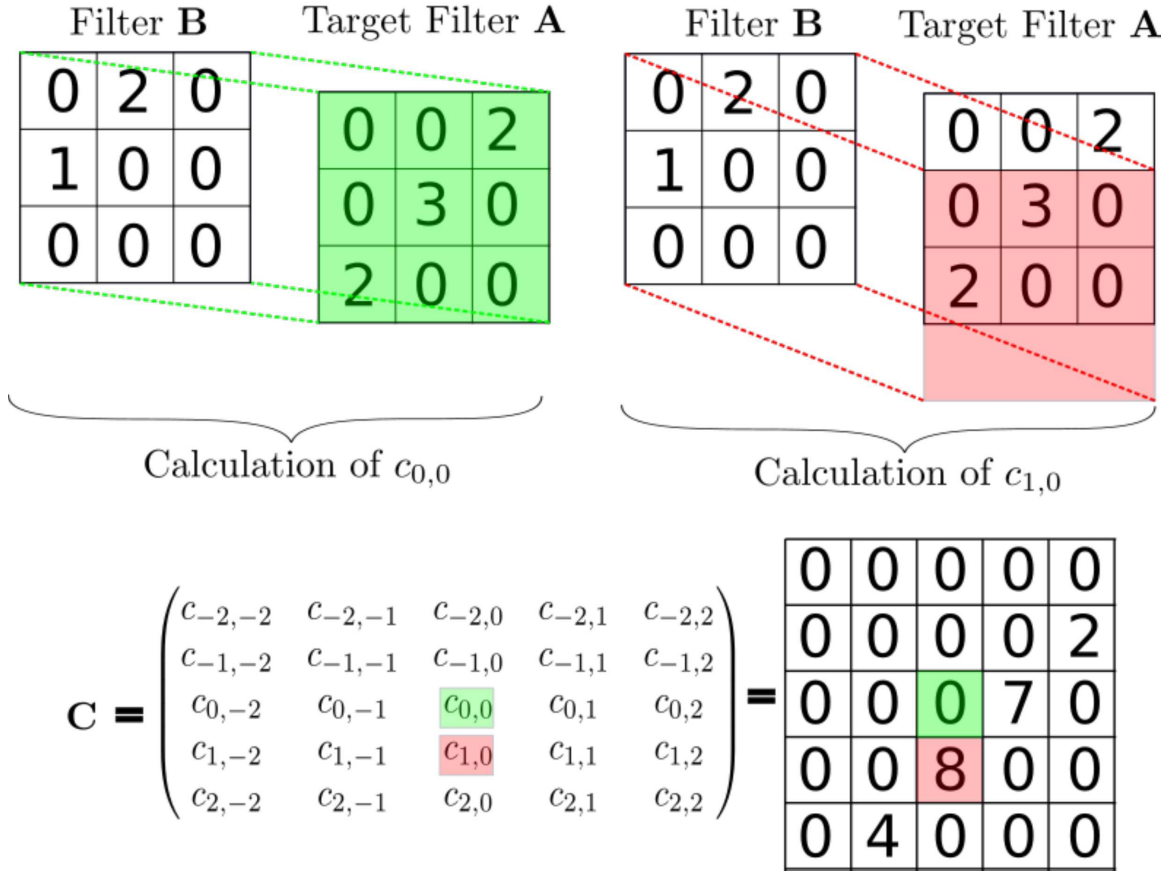 Filter B Target Filter A Filter B Target Filter A
0 2 0
1 0 0
0 0 0
0 0 2
0 3 0
2 0 0
0 2 0
1 0 0
0 0 0
0 0 2
0 3 0
2 0 0
Calculation of c0,0
Calculation of c1,0
C = 
c−2,−2 c−2,−1 c−2,0 c−2,1 c−2,2
c−1,−2 c−1,−1 c−1,0 c−1,1 c−1,2
c0,−2 c0,−1 c0,0 c0,1 c0,2
c1,−2 c1,−1 c1,0 c1,1 c1,2
c2,−2 c2,−1 c2,0 c2,1 c2,2
=
0 0 0 0 0
0 0 0 0 2
0 0 0 7 0
0 0 8 0 0
0 4 0 0 0